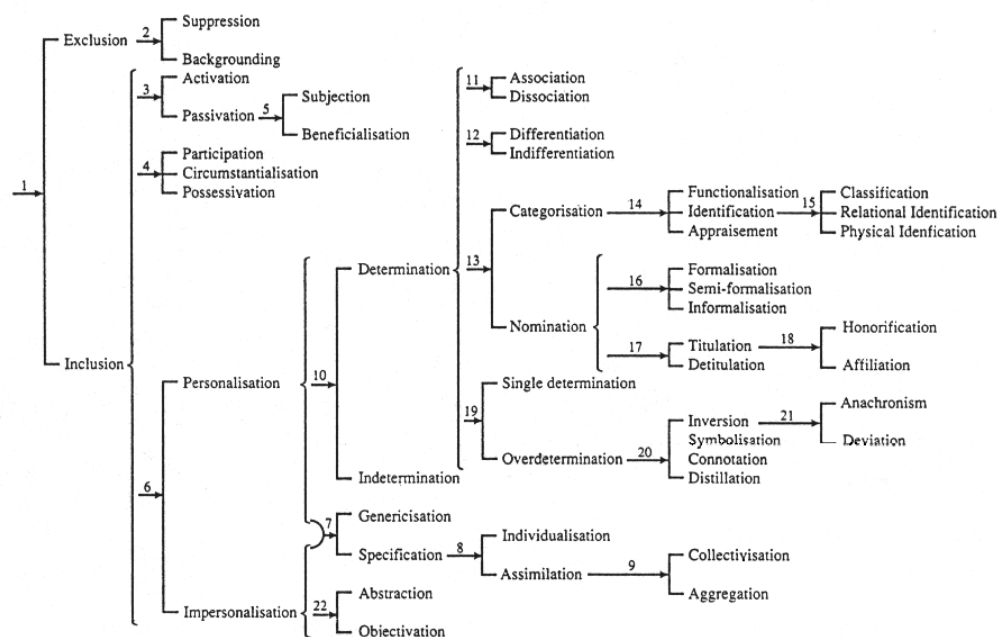 Suppression
Exclusion 2
Backgrounding
3 Activation 11 Association
Dissociation
Passivation 5 Subjection
Beneficialisation 12 Differentiation
Indifferentiation
Participation
1 4 Circumstantialisation
Possessivation
Functionalisation Classification
Categorisation 14 Identification 15 Relational Identification
Appraisement Physical Idenfication
Determination 13 Formalisation
16 Semi-formalisation
Informalisation
Nomination Honorification
17 Titulation 18
Detitulation Affiliation
Inclusion
Personalisation 10 Single determination
19 Anachronism
Inversion 21
Symbolisation Deviation
Overdetermination 20 Connotation
Indetermination Distillation
6
7 Genericisation
Individualisation
Specification 8 Collectivisation
Assimilation 9
Aggregation
Abstraction
Impersonalisation 22
Objectivation